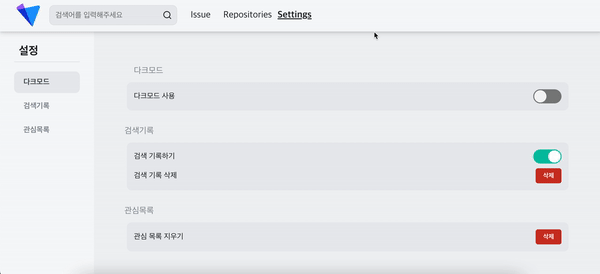 검색어를 입력해주세요
Issue Repositories Settings
설정
다크모드
검색기록
관심목록
다크모드
다크모드 사용
검색기록
검색 기록하기
검색 기록 삭제 삭제
관심목록
관심 목록 지우기 삭제